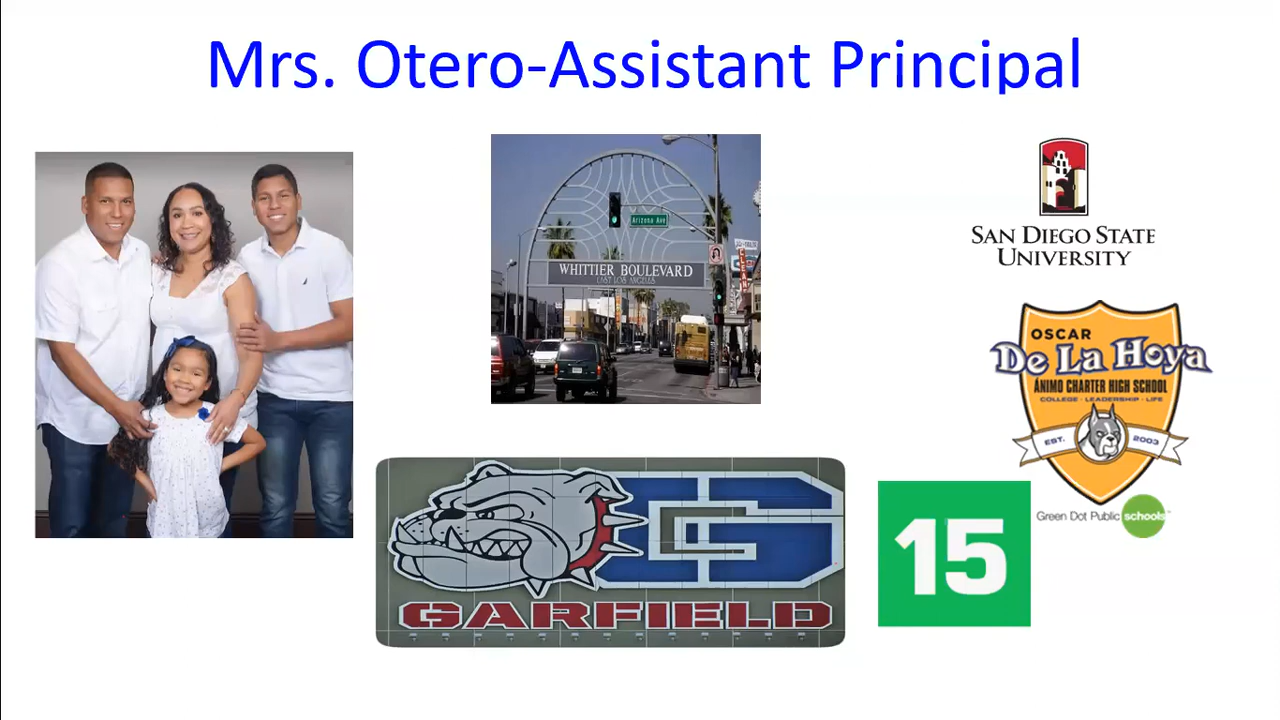 Mrs. Otero-Assistant Principal
Arizona Ave
WHITTIER BOULEVARD
EAST LOS ANGELES
SAN DIEGO STATE
UNIVERSITY
OSCAR
De La Hoya
ÁNIMO CHARTER HIGH SCHOOL
COLLEGE · LEADERSHIP · LIFE
EST. 2003
Green Dot Public schools
G
GARFIELD
15